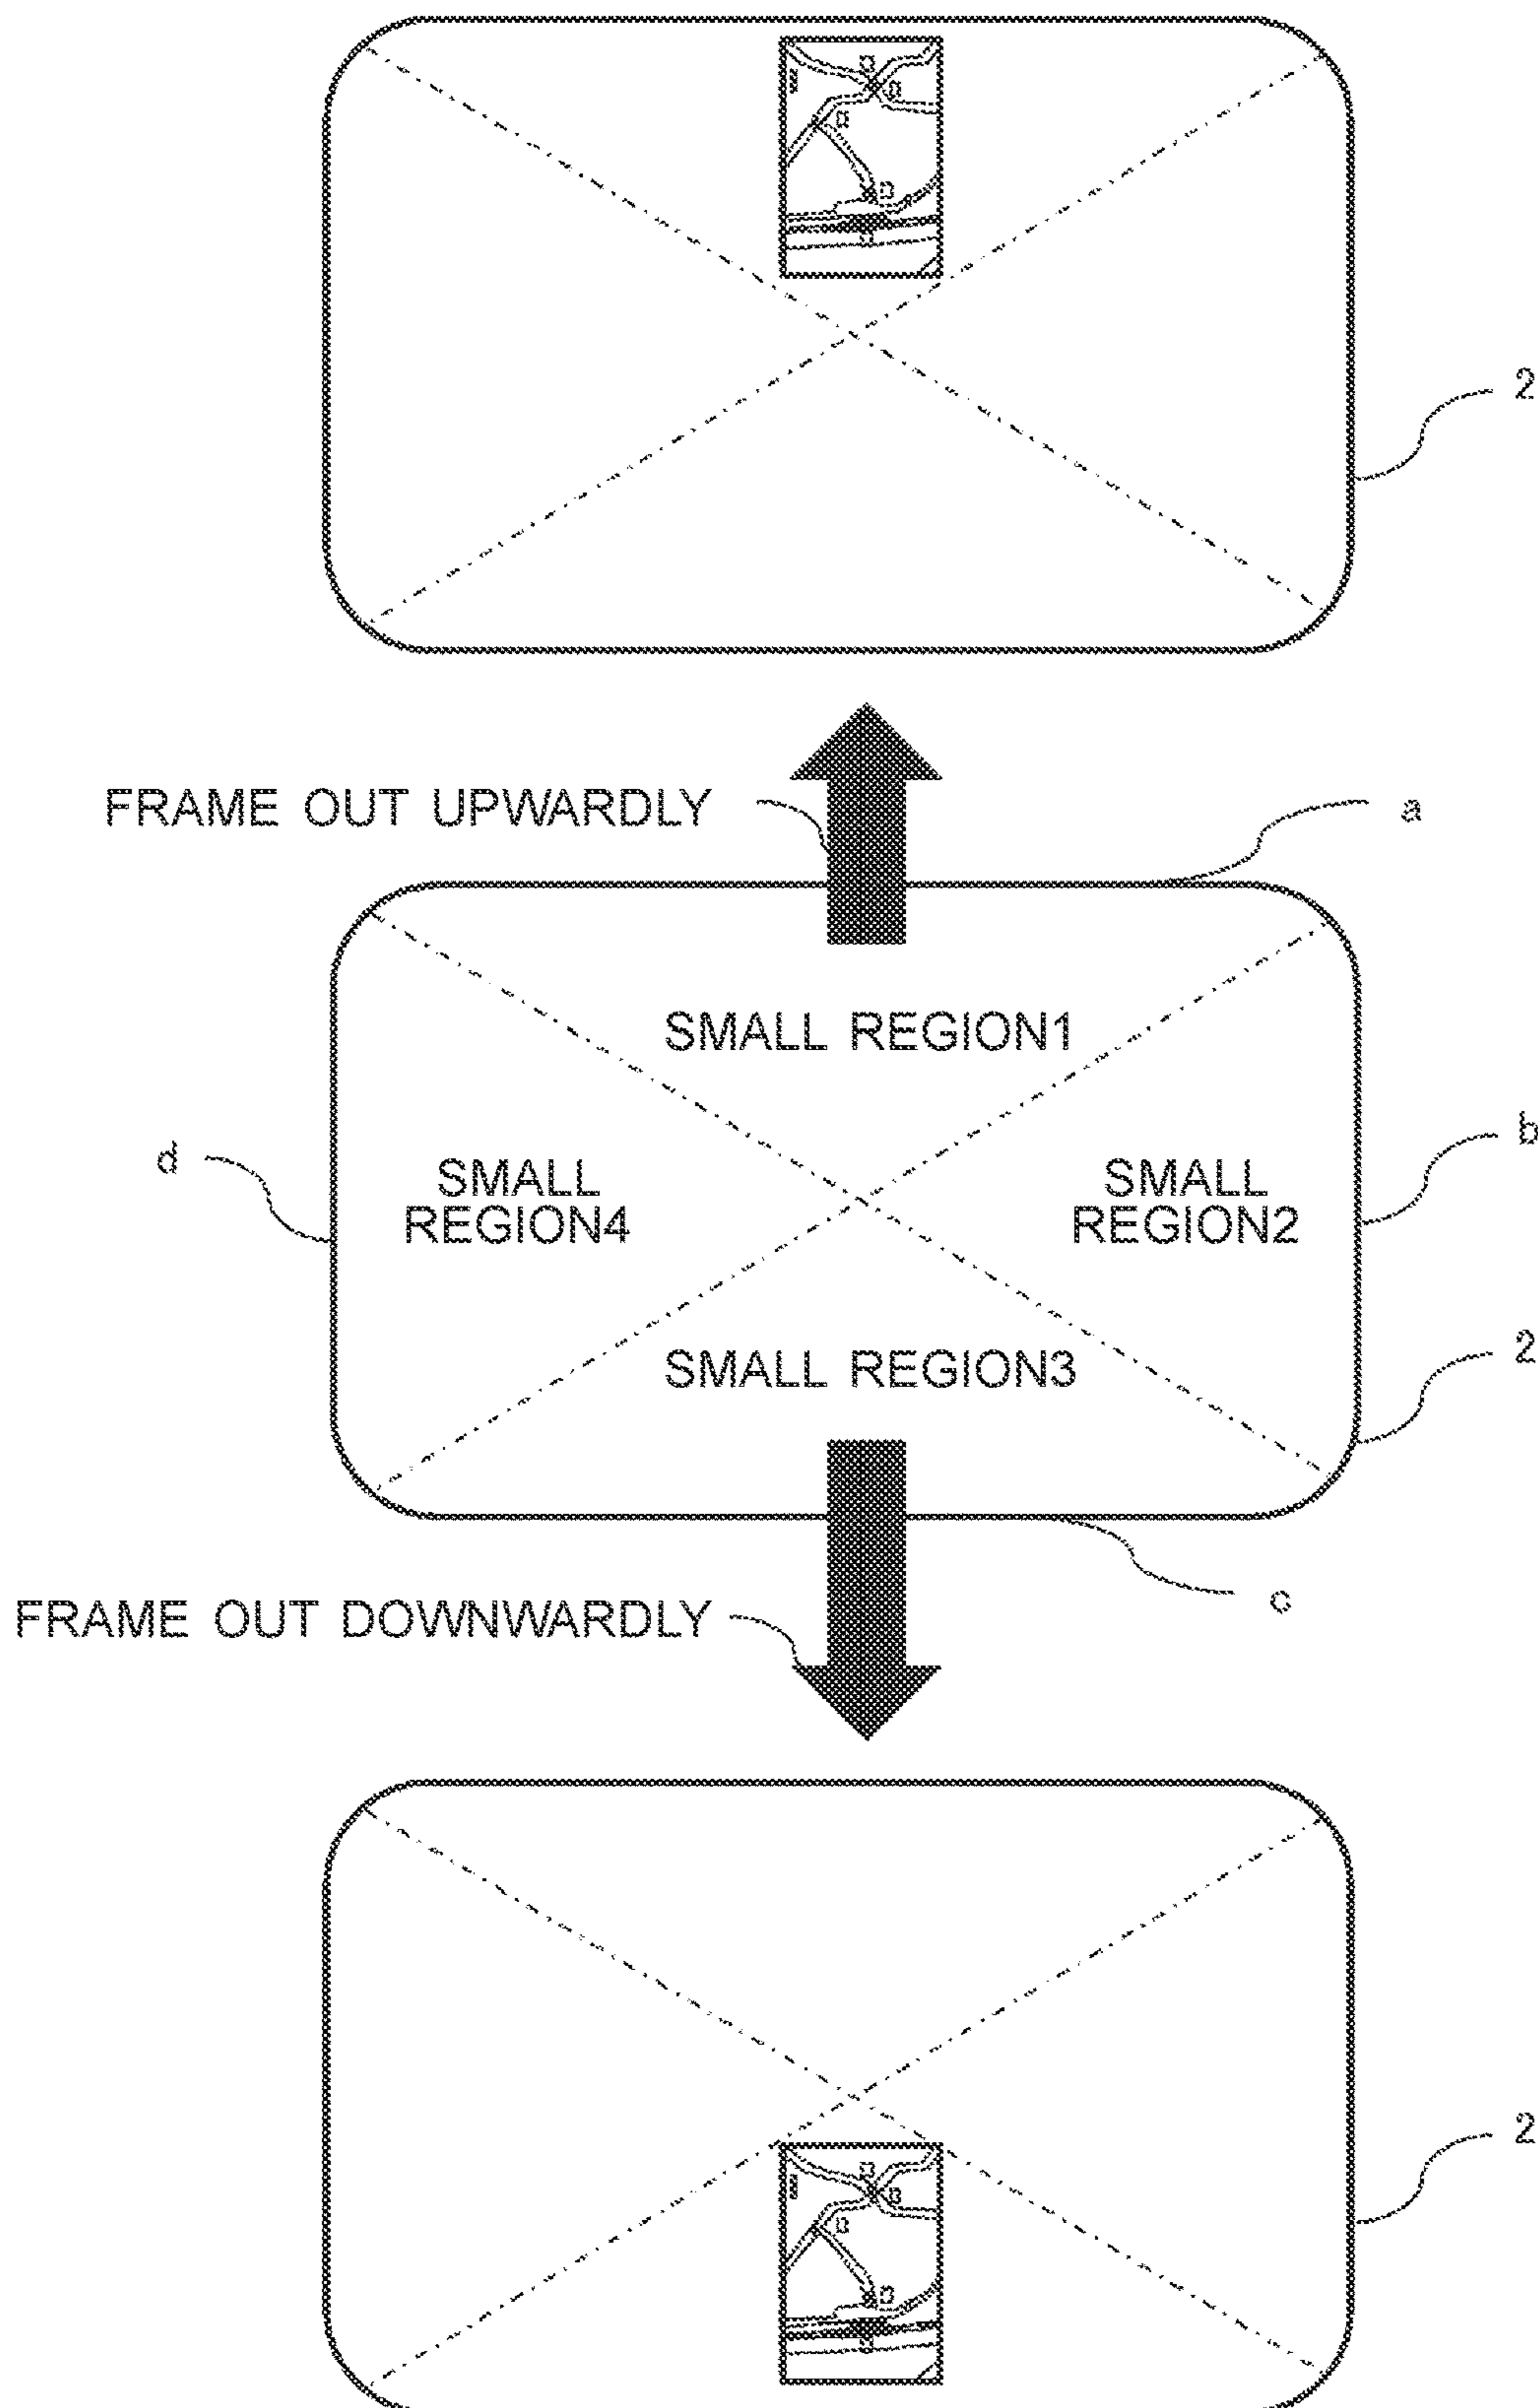 2
FRAME OUT UPWARDLY
a
SMALL REGION1
b
d
SMALL
REGION4
SMALL
REGION2
2
SMALL REGION3
c
FRAME OUT DOWNWARDLY
2